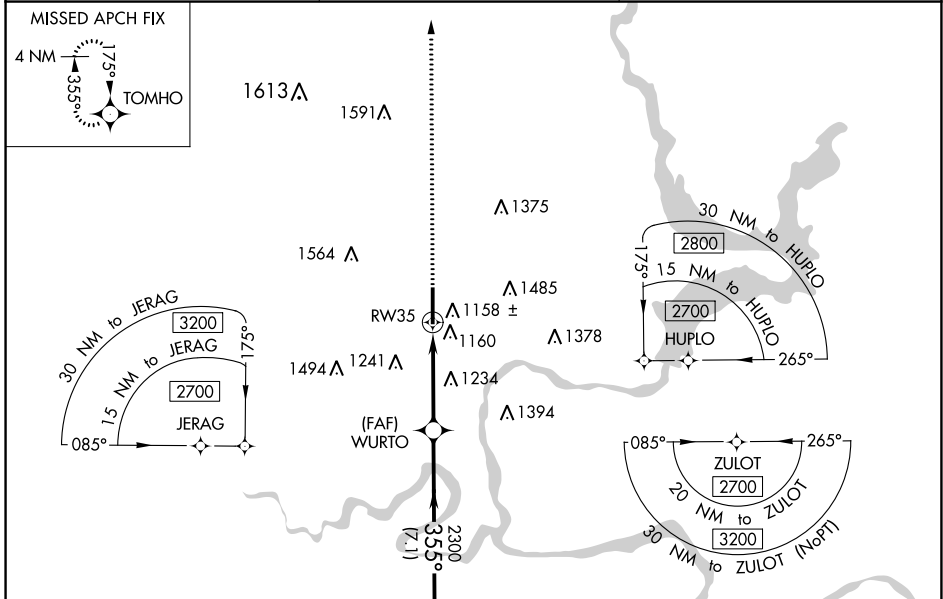 MISSED APCH FIX
4 NM
175°
355°
TOMHO
1613
1591
1375
1564
1485
RW35
1158 ±
1160
1378
1494
1241
1234
(FAF)
WURTO
1394
30 NM to JERAG
3200
175°
15 NM to JERAG
2700
JERAG
085°
30 NM to HUPLO
2800
175°
15 NM to HUPLO
2700
HUPLO
265°
085°
265°
ZULOT
2700
20 NM to ZULOT
3200
30 NM to ZULOT (NoPT)
2300
355°
(7.1)